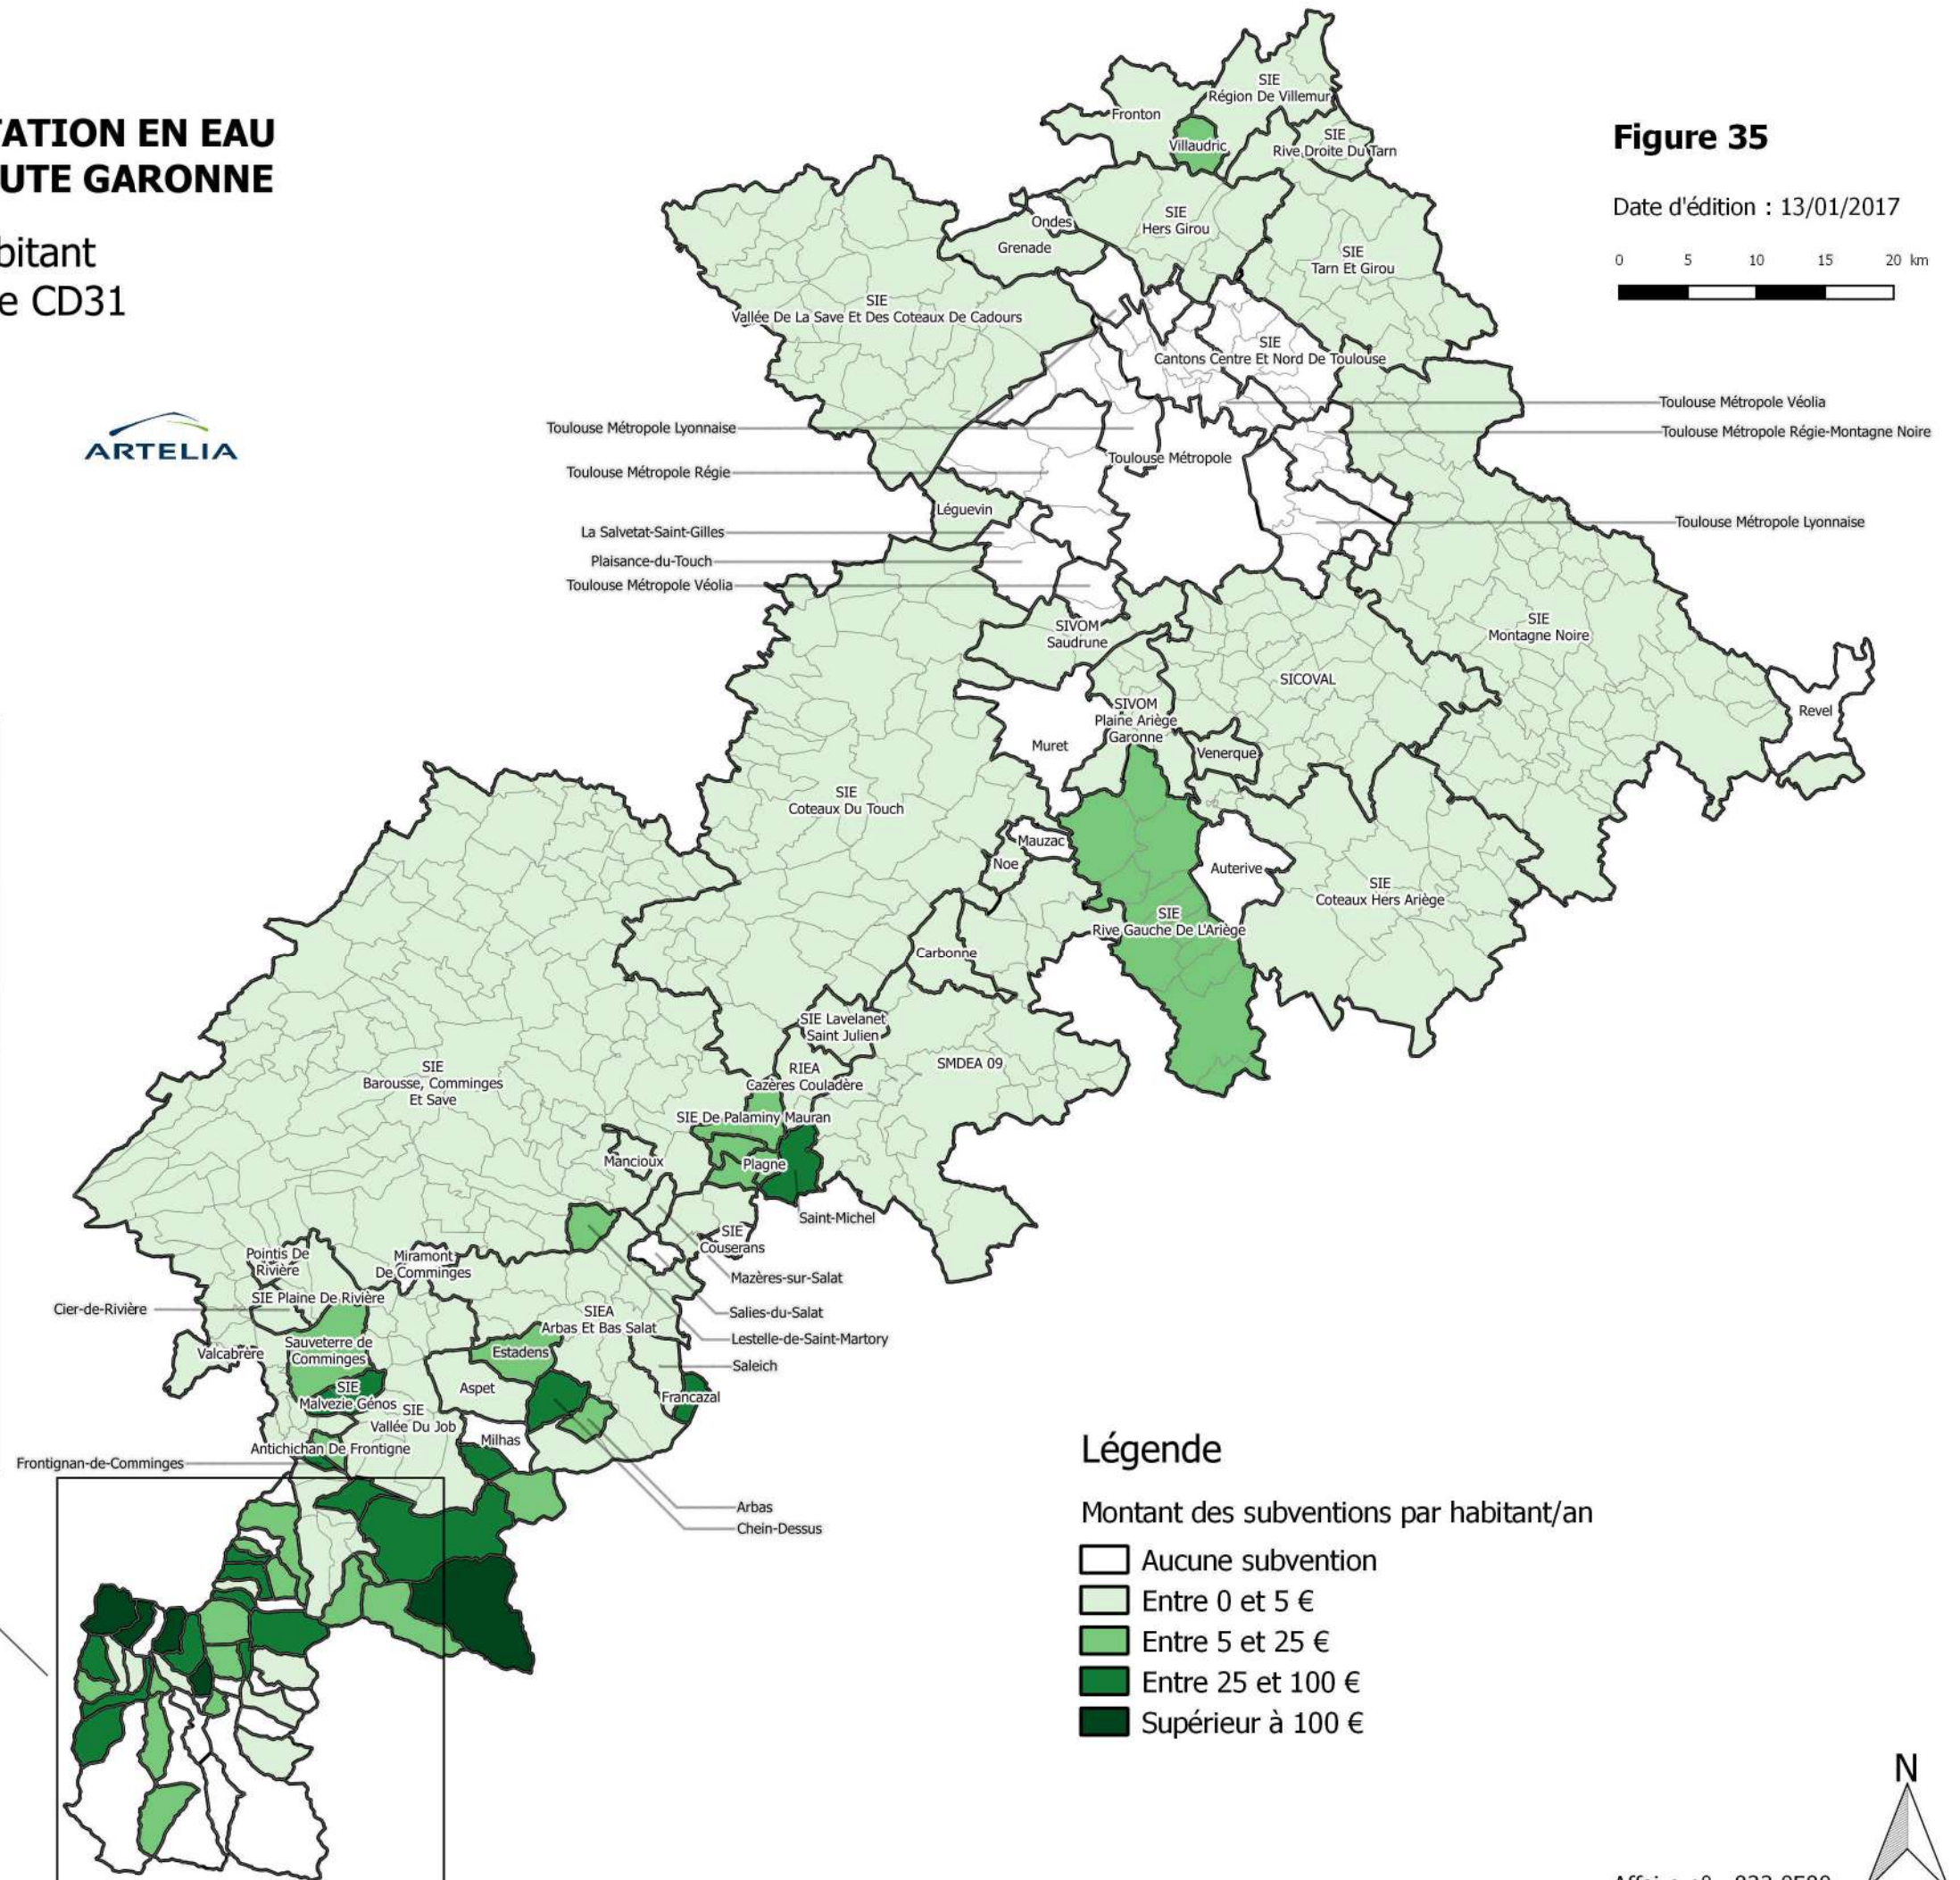 TATION EN EAU
UTE GARONNE
bitant
e CD31
ARTELIA
Figure 35
Date d'édition : 13/01/2017
0 5 10 15 20 km
SIE
Région De Villemur
Fronton
Villaudric
SIE
Rive Droite Du Tarn
Ondes
Grenade
SIE
Hers Girou
SIE
Tarn Et Girou
SIE
Vallée De La Save Et Des Coteaux De Cadours
SIE
Cantons Centre Et Nord De Toulouse
Toulouse Métropole Véolia
Toulouse Métropole Lyonnaise
Toulouse Métropole Régie-Montagne Noire
Toulouse Métropole
Toulouse Métropole Régie
Léguevin
Toulouse Métropole Lyonnaise
La Salvetat-Saint-Gilles
Plaisance-du-Touch
Toulouse Métropole Véolia
SIVOM
Saudrune
SIE
Montagne Noire
SICOVAL
SIVOM
Plaine Ariège
Garonne
Revel
Muret
Venerque
SIE
Coteaux Du Touch
Mauzac
Noe
Auterive
SIE
Coteaux Hers Ariège
SIE
Rive Gauche De L'Ariège
Carbonne
SIE Lavelanet
Saint Julien
SMDEA 09
RIEA
Cazères Couladère
SIE
Barousse, Comminges
Et Save
SIE De Palaminy Mauran
Mancioux
Plagne
Saint-Michel
SIE
Couserans
Pointis De
Rivière
Miramont
De Comminges
Mazères-sur-Salat
SIE Plaine De Rivière
Cier-de-Rivière
Salies-du-Salat
SIEA
Arbas Et Bas Salat
Lestelle-de-Saint-Martory
Sauveterre de
Comminges
Valcabrère
Estadens
Saleich
Aspet
Francazal
SIE
Malvezie Génos
SIE
Vallée Du Job
Milhas
Antichichan De Frontigne
Frontignan-de-Comminges
Arbas
Chein-Dessus
Légende
Montant des subventions par habitant/an
Aucune subvention
Entre 0 et 5 €
Entre 5 et 25 €
Entre 25 et 100 €
Supérieur à 100 €
N